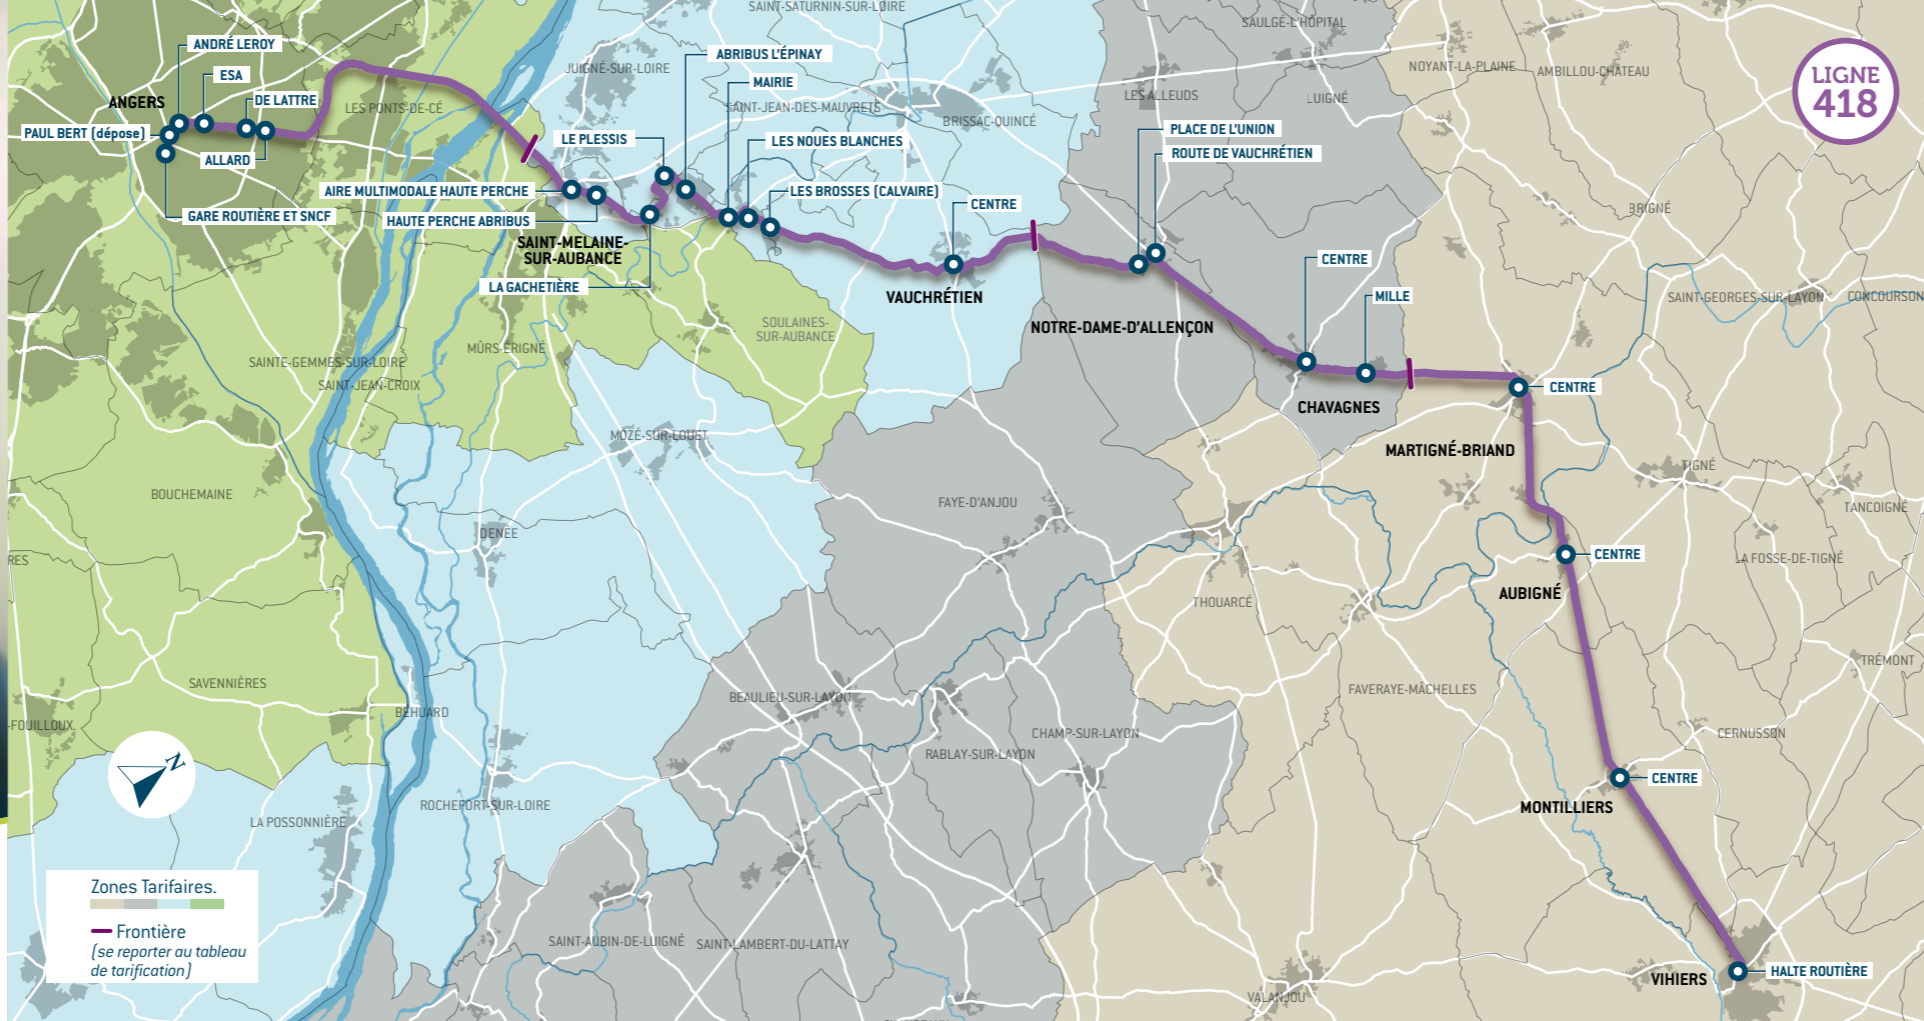 SAINT-SATURNIN-SUR-LOIRE
SAULGÉ-L'HÔPITAL
ANDRÉ LEROY
ABRIBUS L'ÉPINAY
ESA
JUIGNÉ-SUR-LOIRE
MAIRIE
NOYANT-LA-PLAINE
AMBILLOU-CHÂTEAU
LIGNE
418
ANGERS
DE LATTRE
LES PONTS-DE-CÉ
SAINT-JEAN-DES-MAUVRETS
BRISSAC-QUINCÉ
LES ALLEUDS
LUIGNÉ
PAUL BERT (dépose)
LE PLESSIS
LES NOUES BLANCHES
PLACE DE L'UNION
ROUTE DE VAUCHRÉTIEN
ALLARD
AIRE MULTIMODALE HAUTE PERCHE
LES BROSSES (CALVAIRE)
CENTRE
GARE ROUTIÈRE ET SNCF
HAUTE PERCHE ABRIBUS
BRIGNÉ
SAINT-MELAINE-
SUR-AUBANCE
CENTRE
LA GACHETIÈRE
VAUCHRÉTIEN
MILLE
SAINT-GEORGES-SUR-LAYON
CONCOURSON
SOULAINES-
SUR-AUBANCE
NOTRE-DAME-D'ALLENÇON
MÛRS-ÉRIGNÉ
SAINTE-GEMMES-SUR-LOIRE
SAINT-JEAN-CROIX
CENTRE
CHAVAGNES
MOZÉ-SUR-LOUET
MARTIGNÉ-BRIAND
TIGNÉ
BOUCHEMAINE
FAYE-D'ANJOU
TANCOIGNÉ
DENÉE
RES
CENTRE
LA FOSSE-DE-TIGNÉ
AUBIGNÉ
THOUARCÉ
TRÉMONT
SAVENNIÈRES
FAVERAYE-MÂCHELLES
BEAULIEU-SUR-LAYON
BÉHUARD
-FOUILLOUX
CHAMP-SUR-LAYON
CERNUSSON
RABLAY-SUR-LAYON
N
CENTRE
ROCHEFORT-SUR-LOIRE
MONTILLIERS
LA POSSONNIÈRE
Zones Tarifaires.
Frontière
(se reporter au tableau
de tarification)
SAINT-AUBIN-DE-LUIGNÉ
SAINT-LAMBERT-DU-LATTAY
HALTE ROUTIÈRE
VIHIERS
VALANJOU